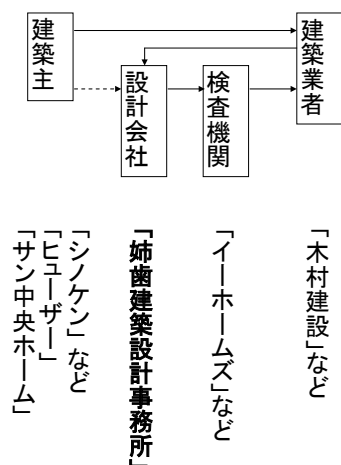 建築主
設計会社
検査機関
建築業者
「シノケン」など
「ヒューザー」
「サン中央ホーム」
「姉歯建築設計事務所」
「イーホームズ」など
「木村建設」など